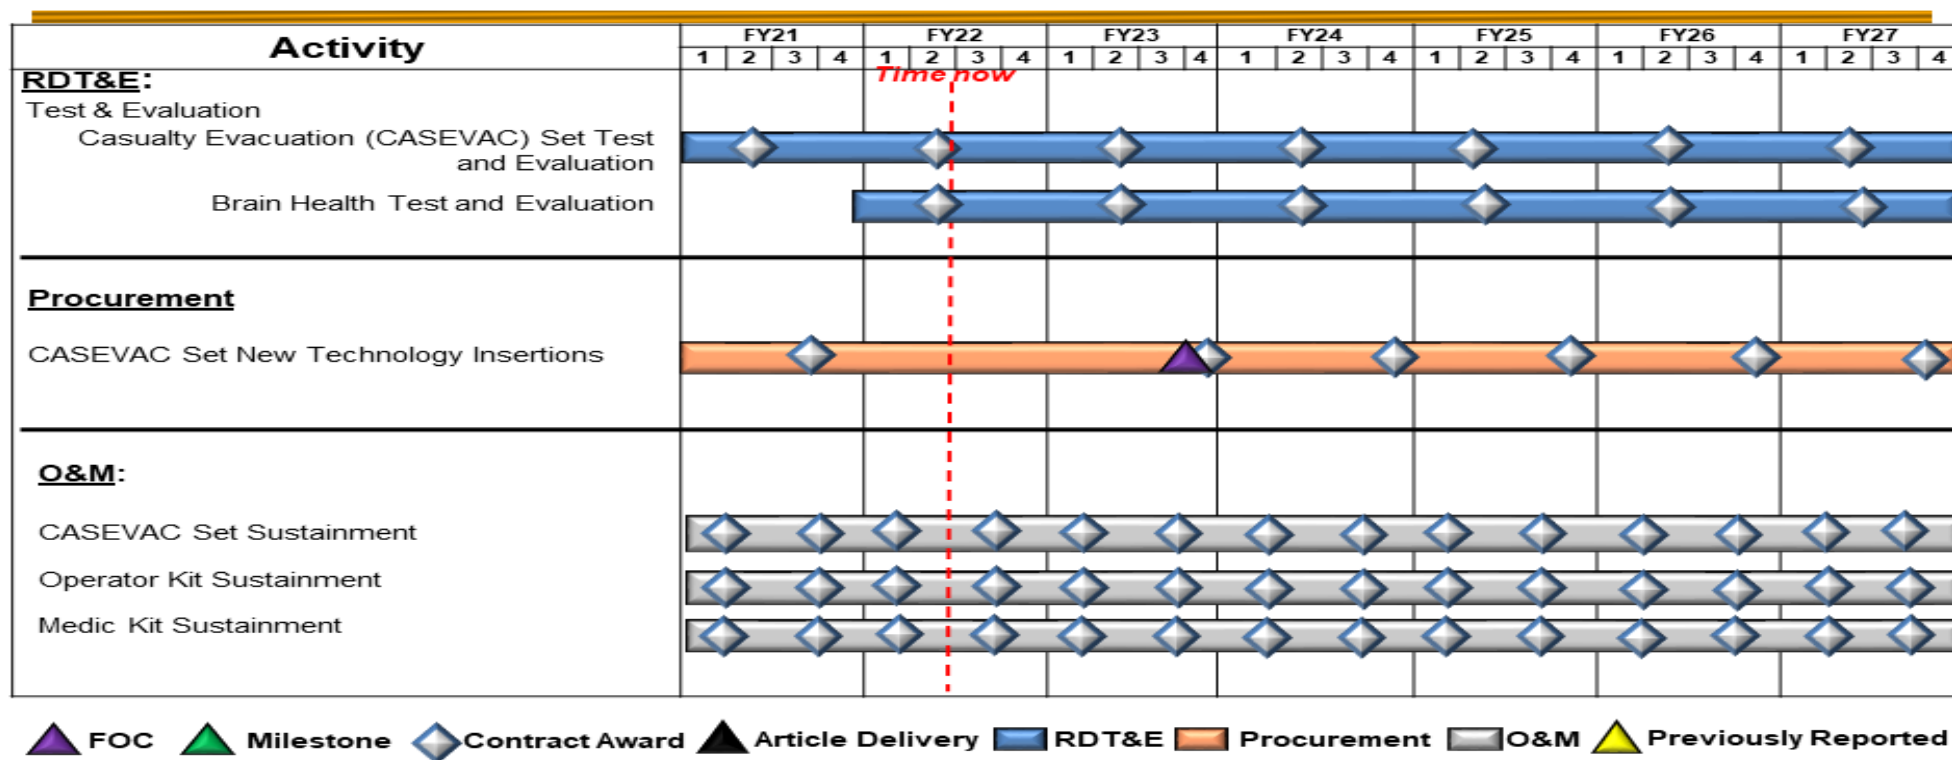 Activity
FY21 FY22 FY23 FY24 FY25 FY26 FY27
1 2 3 4 1 2 3 4 1 2 3 4 1 2 3 4 1 2 3 4 1 2 3 4 1 2 3 4
Time now
RDT&E:
Test & Evaluation
Casualty Evacuation (CASEVAC) Set Test
and Evaluation
Brain Health Test and Evaluation
Procurement
CASEVAC Set New Technology Insertions
O&M:
CASEVAC Set Sustainment
Operator Kit Sustainment
Medic Kit Sustainment
FOC Milestone Contract Award Article Delivery RDT&E Procurement O&M Previously Reported